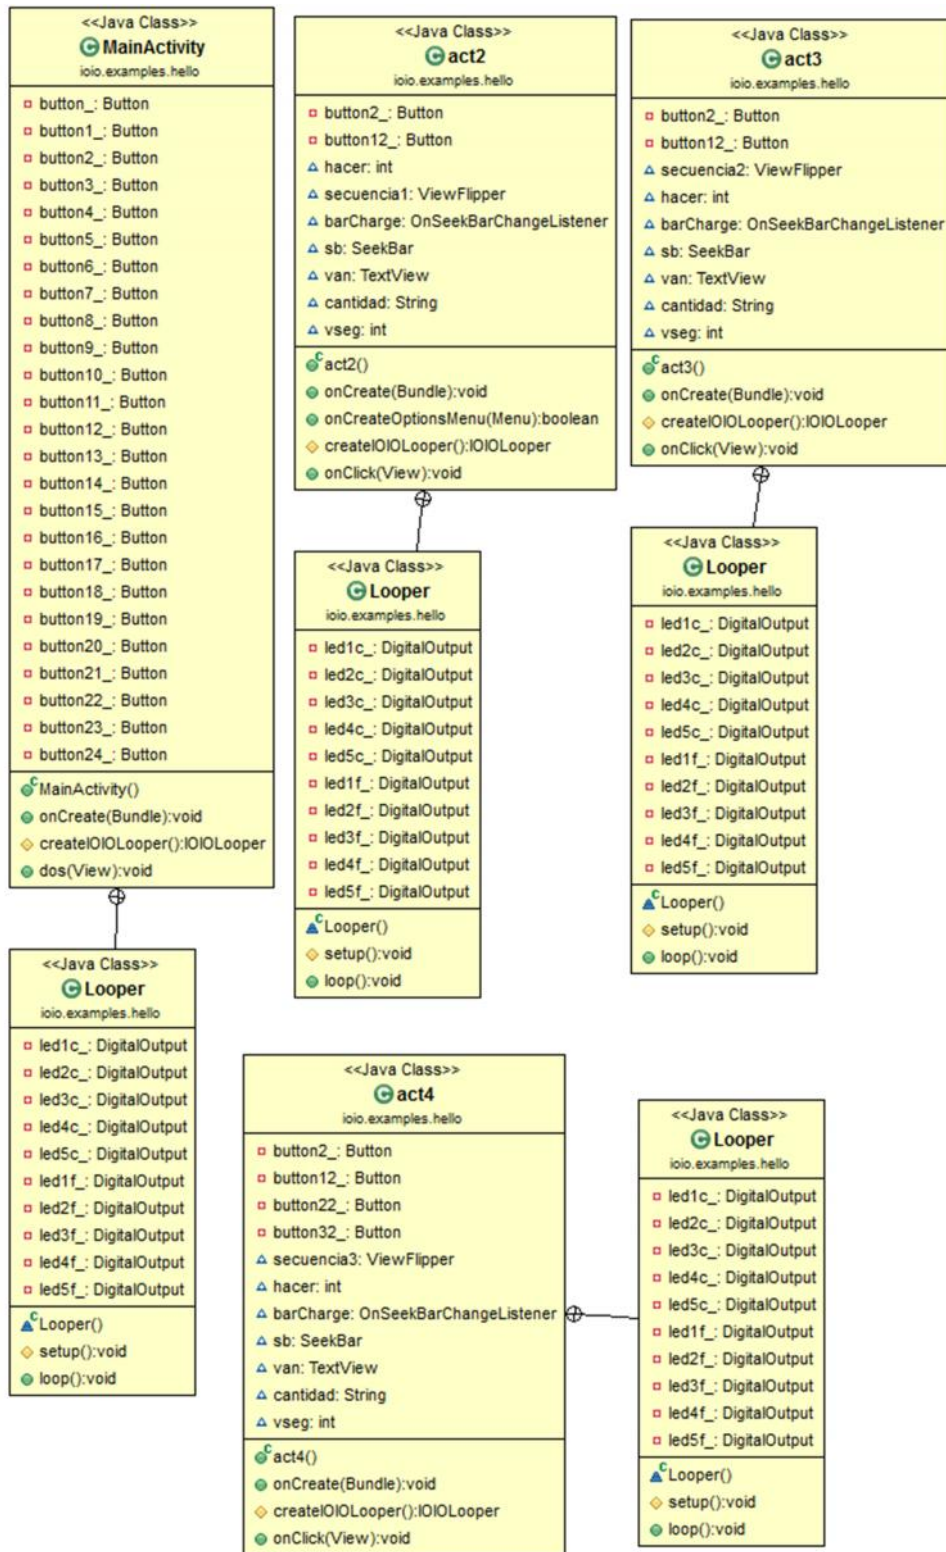 <<Java Class>>
MainActivity
ioio.examples.hello
button_: Button
button1_: Button
button2_: Button
button3_: Button
button4_: Button
button5_: Button
button6_: Button
button7_: Button
button8_: Button
button9_: Button
button10_: Button
button11_: Button
button12_: Button
button13_: Button
button14_: Button
button15_: Button
button16_: Button
button17_: Button
button18_: Button
button19_: Button
button20_: Button
button21_: Button
button22_: Button
button23_: Button
button24_: Button
MainActivity()
onCreate(Bundle):void
createIOIOLooper():IOIOLooper
dos(View):void
<<Java Class>>
Looper
ioio.examples.hello
led1c_: DigitalOutput
led2c_: DigitalOutput
led3c_: DigitalOutput
led4c_: DigitalOutput
led5c_: DigitalOutput
led1f_: DigitalOutput
led2f_: DigitalOutput
led3f_: DigitalOutput
led4f_: DigitalOutput
led5f_: DigitalOutput
Looper()
setup():void
loop():void
<<Java Class>>
act2
ioio.examples.hello
button2_: Button
button12_: Button
hacer: int
secuencia1: ViewFlipper
barCharge: OnSeekBarChangeListener
sb: SeekBar
van: TextView
cantidad: String
vseg: int
act2()
onCreate(Bundle):void
onCreateOptionsMenu(Menu):boolean
createIOIOLooper():IOIOLooper
onClick(View):void
<<Java Class>>
Looper
ioio.examples.hello
led1c_: DigitalOutput
led2c_: DigitalOutput
led3c_: DigitalOutput
led4c_: DigitalOutput
led5c_: DigitalOutput
led1f_: DigitalOutput
led2f_: DigitalOutput
led3f_: DigitalOutput
led4f_: DigitalOutput
led5f_: DigitalOutput
Looper()
setup():void
loop():void
<<Java Class>>
act3
ioio.examples.hello
button2_: Button
button12_: Button
secuencia2: ViewFlipper
hacer: int
barCharge: OnSeekBarChangeListener
sb: SeekBar
van: TextView
cantidad: String
vseg: int
act3()
onCreate(Bundle):void
createIOIOLooper():IOIOLooper
onClick(View):void
<<Java Class>>
Looper
ioio.examples.hello
led1c_: DigitalOutput
led2c_: DigitalOutput
led3c_: DigitalOutput
led4c_: DigitalOutput
led5c_: DigitalOutput
led1f_: DigitalOutput
led2f_: DigitalOutput
led3f_: DigitalOutput
led4f_: DigitalOutput
led5f_: DigitalOutput
Looper()
setup():void
loop():void
<<Java Class>>
act4
ioio.examples.hello
button2_: Button
button12_: Button
button22_: Button
button32_: Button
secuencia3: ViewFlipper
hacer: int
barCharge: OnSeekBarChangeListener
sb: SeekBar
van: TextView
cantidad: String
vseg: int
act4()
onCreate(Bundle):void
createIOIOLooper():IOIOLooper
onClick(View):void
<<Java Class>>
Looper
ioio.examples.hello
led1c_: DigitalOutput
led2c_: DigitalOutput
led3c_: DigitalOutput
led4c_: DigitalOutput
led5c_: DigitalOutput
led1f_: DigitalOutput
led2f_: DigitalOutput
led3f_: DigitalOutput
led4f_: DigitalOutput
led5f_: DigitalOutput
Looper()
setup():void
loop():void